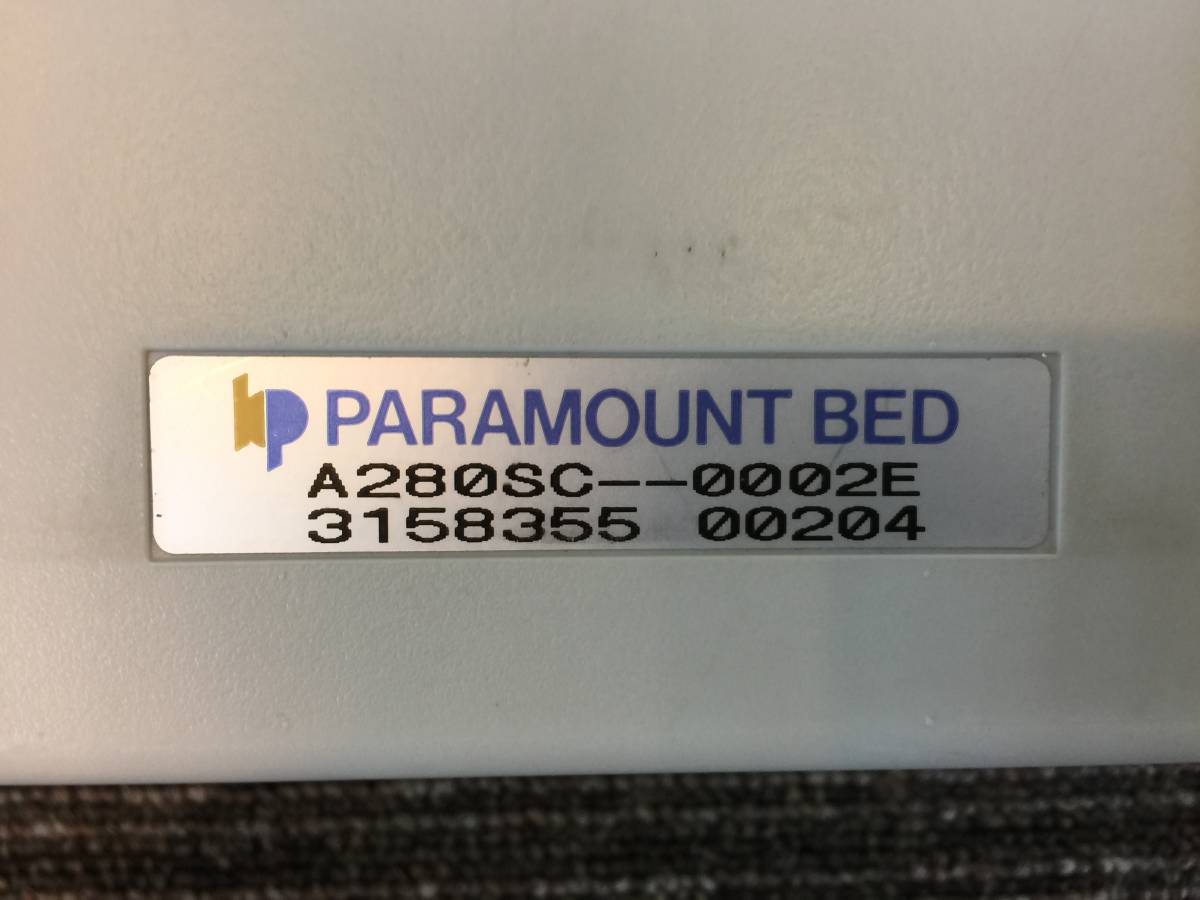 PARAMOUNT BED
A280SC--0002E
3158355 00204